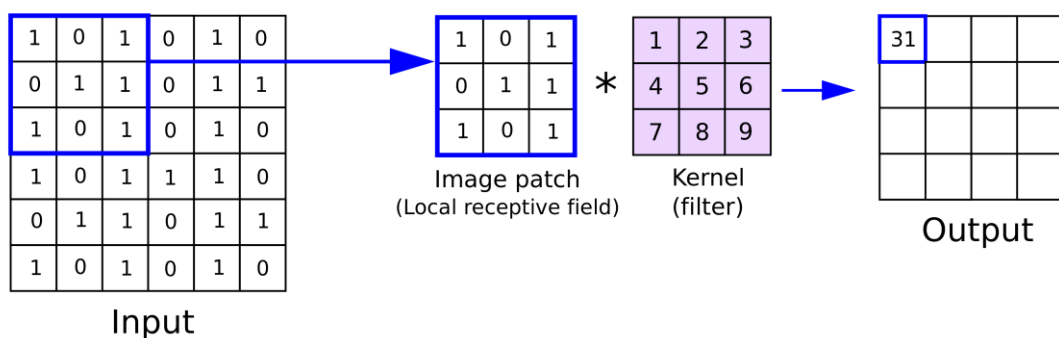 1 0 1 0 1 0
0 1 1 0 1 1
1 0 1 0 1 0
1 0 1 1 1 0
0 1 1 0 1 1
1 0 1 0 1 0
Input
1 0 1
0 1 1
1 0 1
Image patch
(Local receptive field)
*
1 2 3
4 5 6
7 8 9
Kernel
(filter)
31
Output